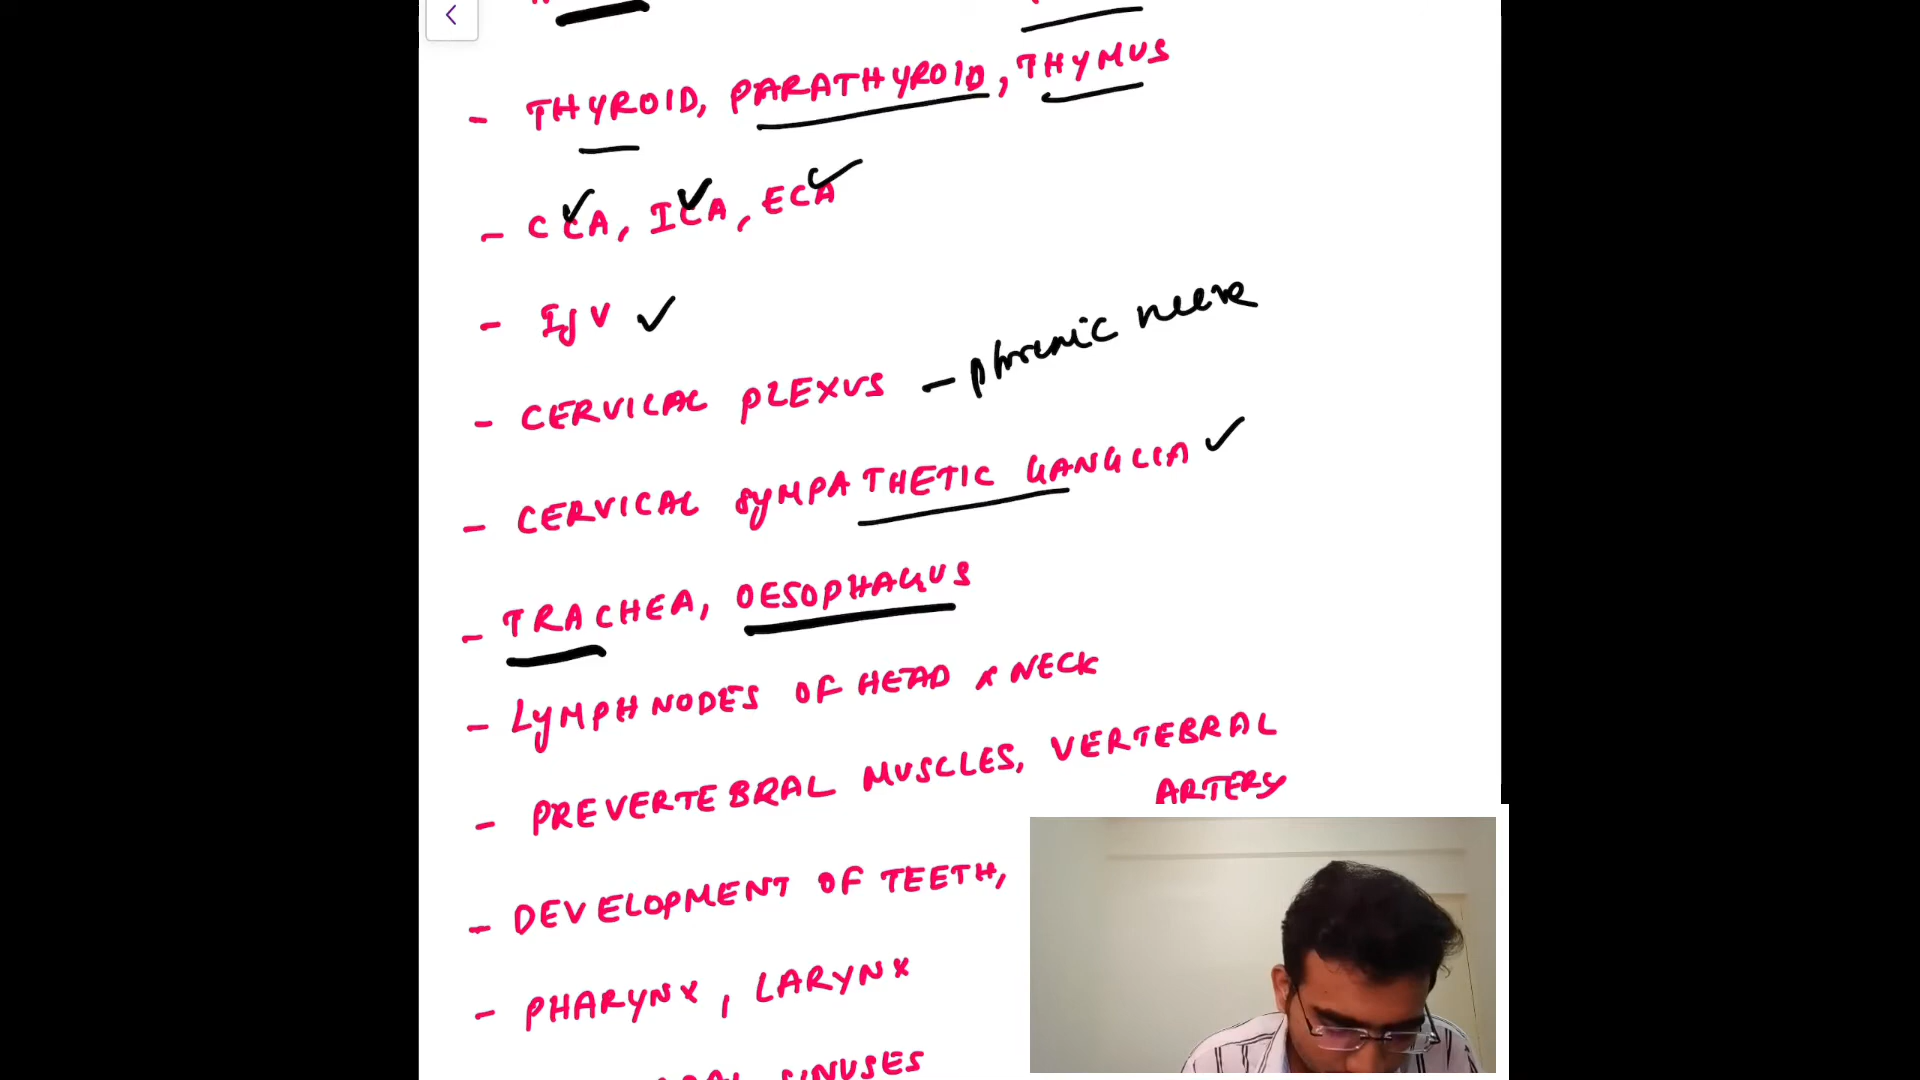 - THYROID, PARATHYROID, THYMUS
- CCA, ICA, ECA
- IJV
- CERVICAL PLEXUS - phrenic nerve
- CERVICAL SYMPATHETIC GANGLIA
- TRACHEA, OESOPHAGUS
- LYMPH NODES OF HEAD & NECK
- PREVERTEBRAL MUSCLES, VERTEBRAL
ARTERY
- DEVELOPMENT OF TEETH,
- PHARYNX, LARYNX
SINUSES